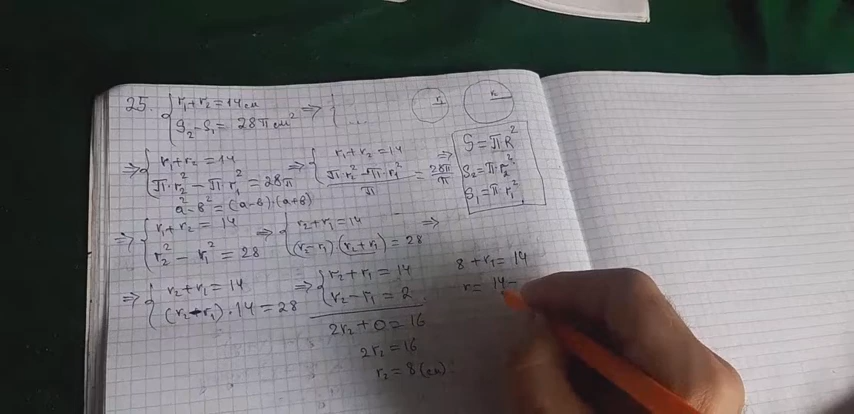 25. { r₁+r₂ = 14 см
S₂-S₁ = 28π см² => { ...
r₁ r₂
=> { r₁+r₂ = 14
π·r₂² - π·r₁² = 28π
a²-b² = (a-b)·(a+b)
=> { r₁+r₂ = 14
(π·r₂² - π·r₁²)/π = 28π/π
=> S = πR²
S₂ = π·r₂²
S₁ = π·r₁²
=> { r₁+r₂ = 14
r₂² - r₁² = 28
=> { r₂+r₁ = 14
(r₂-r₁)·(r₂+r₁) = 28 =>
=> { r₂+r₁ = 14
(r₂-r₁)·14 = 28
=> { r₂+r₁ = 14
r₂-r₁ = 2
2r₂+0 = 16
2r₂ = 16
r₂ = 8 (см)
8+r₁ = 14
r₁ = 14-